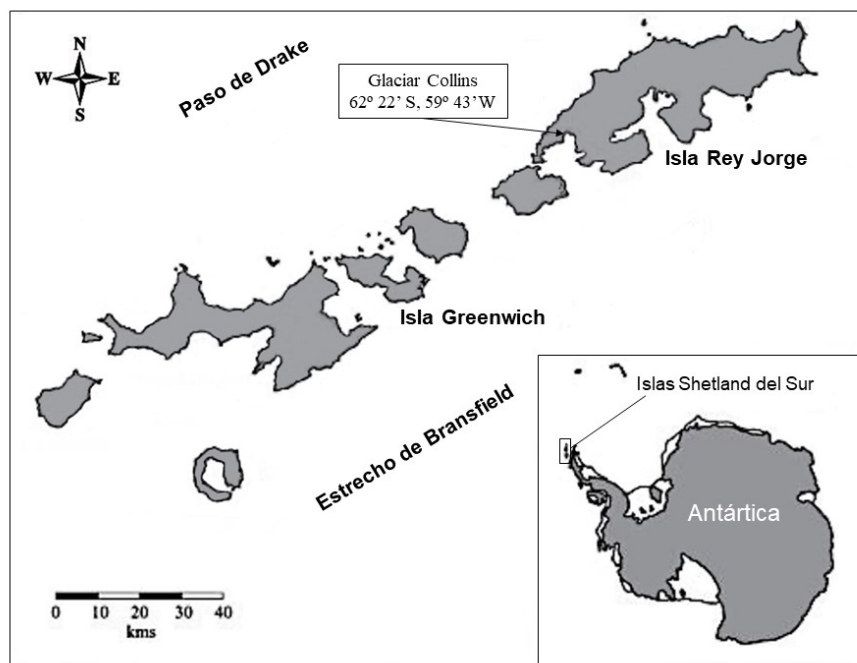 N
W E
S
Paso de Drake
Glaciar Collins
62º 22’ S, 59º 43’W
Isla Rey Jorge
Isla Greenwich
Estrecho de Bransfield
Islas Shetland del Sur
Antártica
0 10 20 30 40
kms